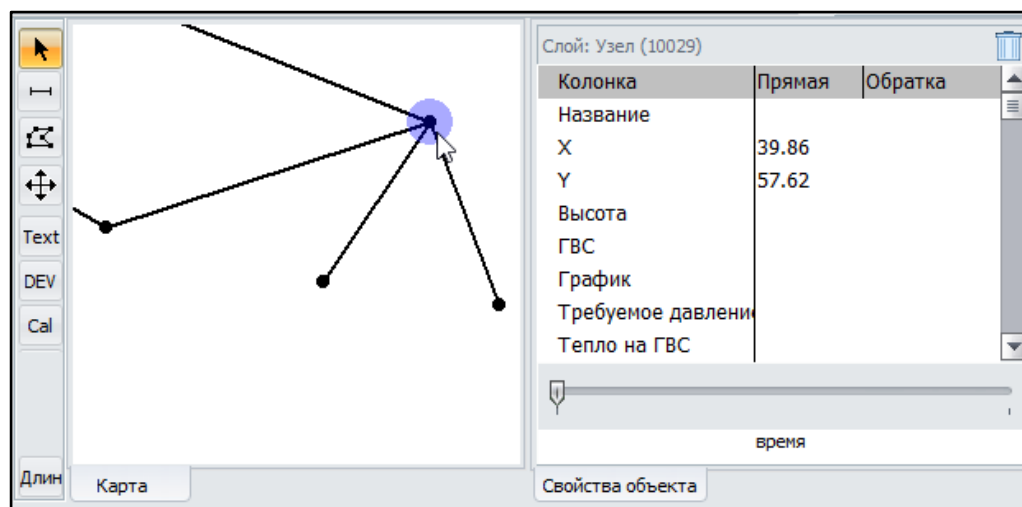 Text
DEV
Cal
Длин
Карта
Слой: Узел (10029)
Колонка Прямая Обратка
Название
X 39.86
Y 57.62
Высота
ГВС
График
Требуемое давлени
Тепло на ГВС
время
Свойства объекта